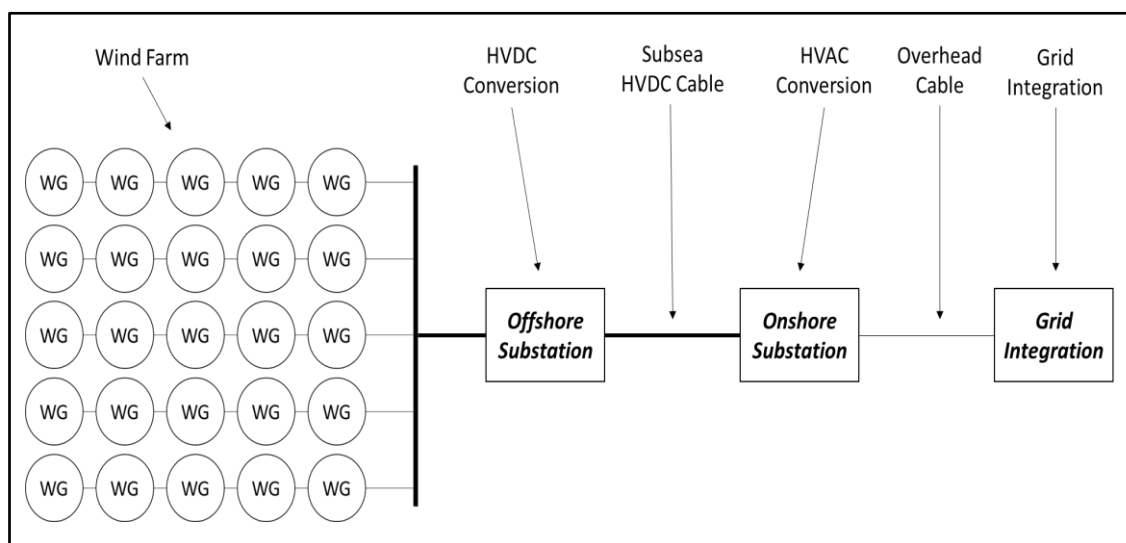 Wind Farm
HVDC
Conversion
Subsea
HVDC Cable
HVAC
Conversion
Overhead
Cable
Grid
Integration
WG WG WG WG WG
WG WG WG WG WG
WG WG WG WG WG
WG WG WG WG WG
WG WG WG WG WG
Offshore
Substation
Onshore
Substation
Grid
Integration